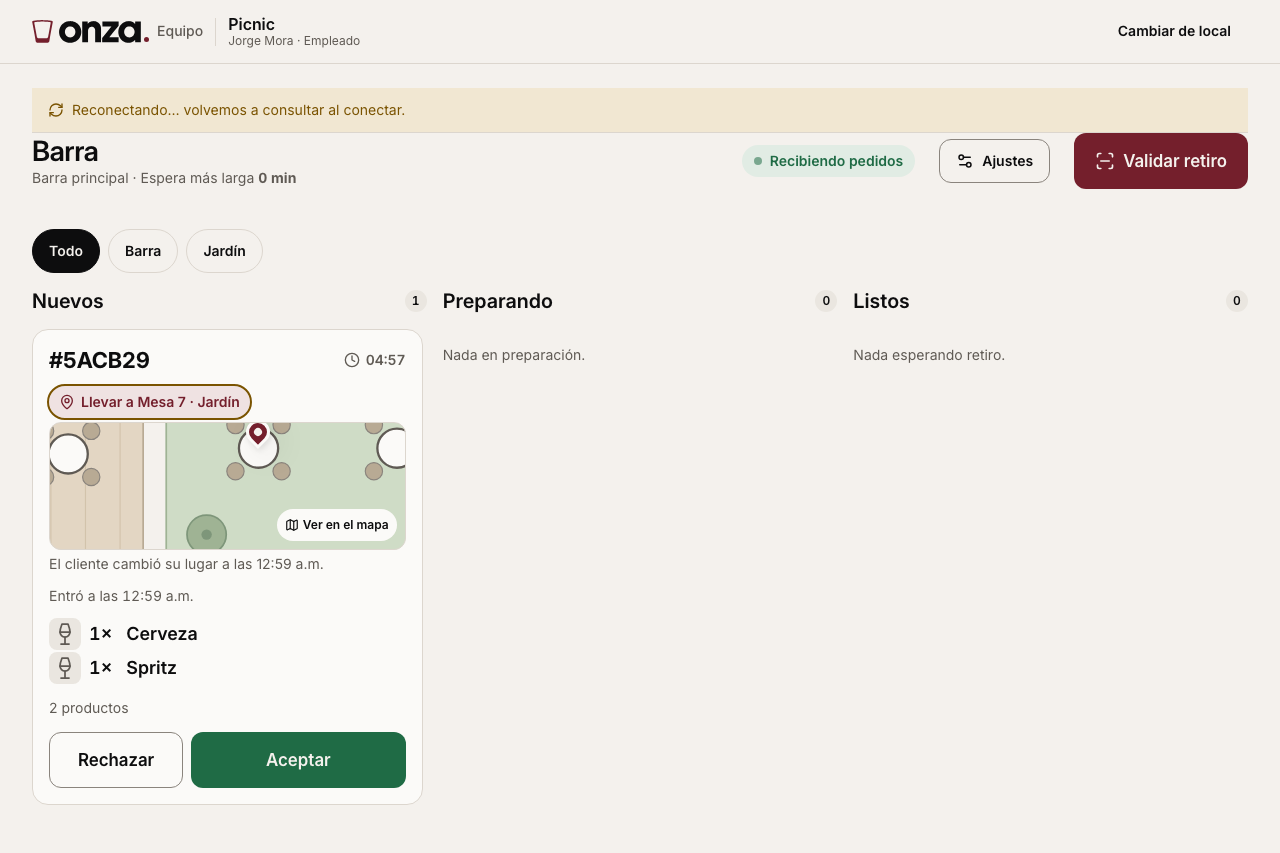 onza. Equipo
Picnic
Jorge Mora · Empleado
Cambiar de local
Reconectando... volvemos a consultar al conectar.
Barra
Barra principal · Espera más larga 0 min
Recibiendo pedidos
Ajustes
Validar retiro
Todo
Barra
Jardín
Nuevos 1
Preparando 0
Listos 0
#5ACB29
04:57
Llevar a Mesa 7 · Jardín
Ver en el mapa
El cliente cambió su lugar a las 12:59 a.m.
Entró a las 12:59 a.m.
1× Cerveza
1× Spritz
2 productos
Rechazar
Aceptar
Nada en preparación.
Nada esperando retiro.